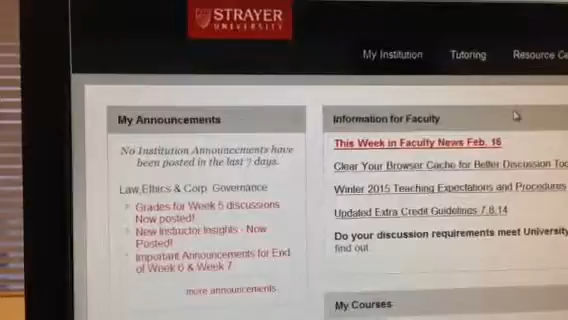 STRAYER
UNIVERSITY
My Institution
Tutoring
Resource
My Announcements
No Institution Announcements have
been posted in the last 7 days.
Law,Ethics & Corp. Governance
Grades for Week 5 discussions
Now posted!
New Instructor Insights - Now
Posted!
Important Announcements for End
of Week 6 & Week 7
more announcements
Information for Faculty
This Week in Faculty News Feb. 16
Clear Your Browser Cache for Better Discussion
Winter 2015 Teaching Expectations and Procedures
Updated Extra Credit Guidelines-7.8.14
Do your discussion requirements meet University
find out
My Courses